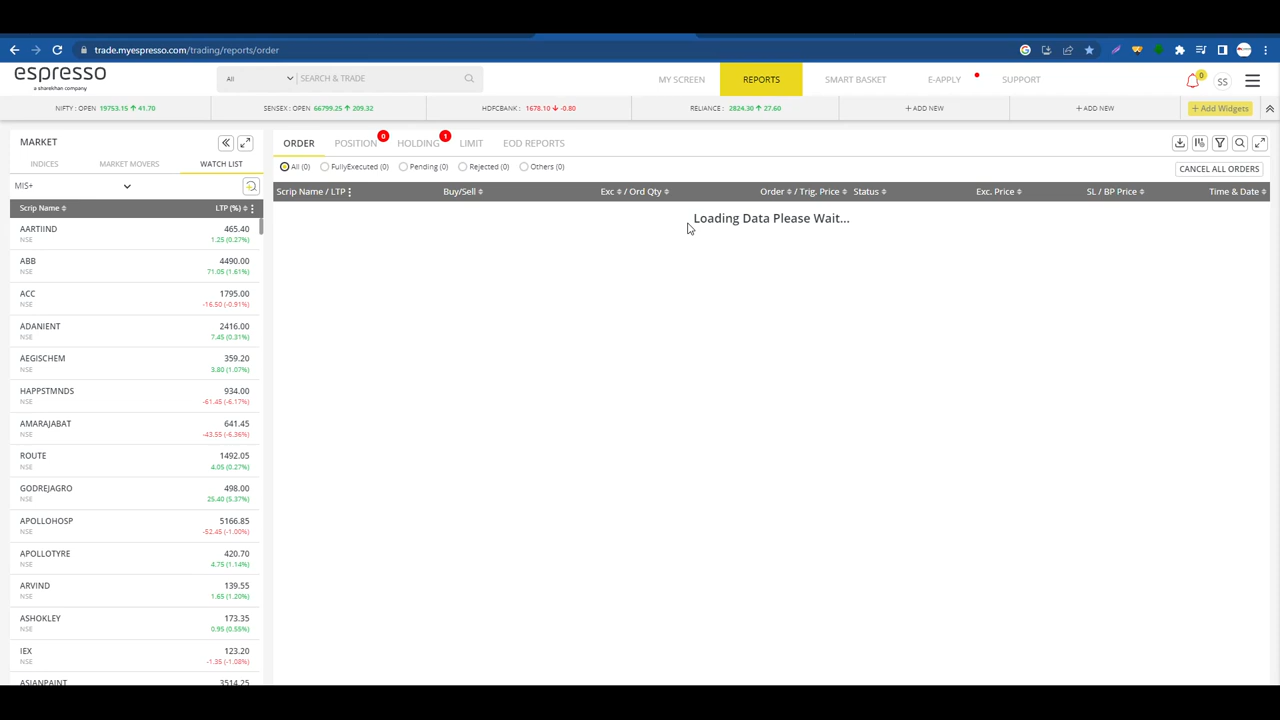 trade.myespresso.com/trading/reports/order
espresso
a sharekhan company
All
SEARCH & TRADE
MY SCREEN
REPORTS
SMART BASKET
E-APPLY
SUPPORT
0
SS
NIFTY : OPEN 19753.15 ↑ 41.70
SENSEX : OPEN 66799.25 ↑ 209.32
HDFCBANK : 1678.10 ↓ -0.80
RELIANCE : 2824.30 ↑ 27.60
+ ADD NEW
+ ADD NEW
+ Add Widgets
MARKET
INDICES
MARKET MOVERS
WATCH LIST
MIS+
Scrip Name
LTP (%)
AARTIIND 465.40
NSE 1.25 (0.27%)
ABB 4490.00
NSE 71.05 (1.61%)
ACC 1795.00
NSE -16.50 (-0.91%)
ADANIENT 2416.00
NSE 7.45 (0.31%)
AEGISCHEM 359.20
NSE 3.80 (1.07%)
HAPPSTMNDS 934.00
NSE -61.45 (-6.17%)
AMARAJABAT 641.45
NSE -43.55 (-6.36%)
ROUTE 1492.05
NSE 4.05 (0.27%)
GODREJAGRO 498.00
NSE 25.40 (5.37%)
APOLLOHOSP 5166.85
NSE -52.45 (-1.00%)
APOLLOTYRE 420.70
NSE 4.75 (1.14%)
ARVIND 139.55
NSE 1.65 (1.20%)
ASHOKLEY 173.35
NSE 0.95 (0.55%)
IEX 123.20
NSE -1.35 (-1.08%)
ASIANPAINT 3514.25
ORDER
POSITION 0
HOLDING 1
LIMIT
EOD REPORTS
All (0)
FullyExecuted (0)
Pending (0)
Rejected (0)
Others (0)
CANCEL ALL ORDERS
Scrip Name / LTP
Buy/Sell
Exc / Ord Qty
Order / Trig. Price
Status
Exc. Price
SL / BP Price
Time & Date
Loading Data Please Wait...